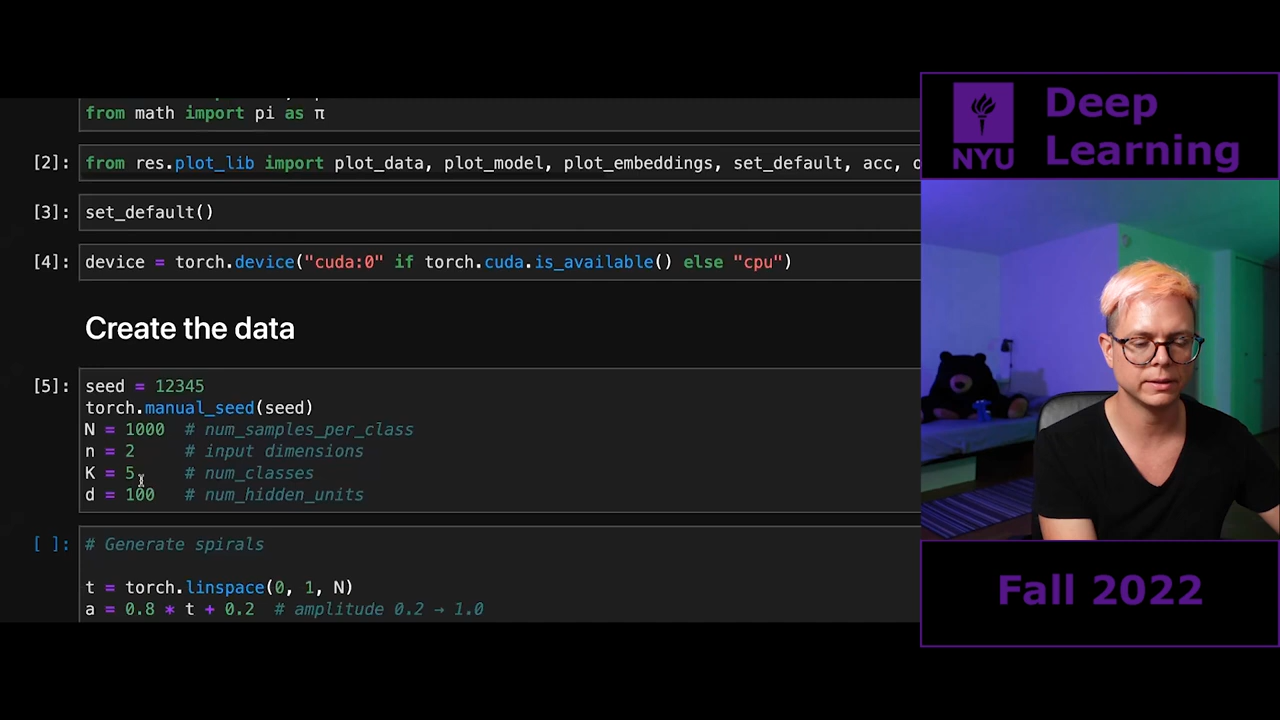 from math import pi as π
[2]: from res.plot_lib import plot_data, plot_model, plot_embeddings, set_default, acc,
[3]: set_default()
[4]: device = torch.device("cuda:0" if torch.cuda.is_available() else "cpu")
Create the data
[5]: seed = 12345
torch.manual_seed(seed)
N = 1000  # num_samples_per_class
n = 2     # input dimensions
K = 5     # num_classes
d = 100   # num_hidden_units
[ ]: # Generate spirals
t = torch.linspace(0, 1, N)
a = 0.8 * t + 0.2  # amplitude 0.2 → 1.0
NYU
Deep
Learning
Fall 2022